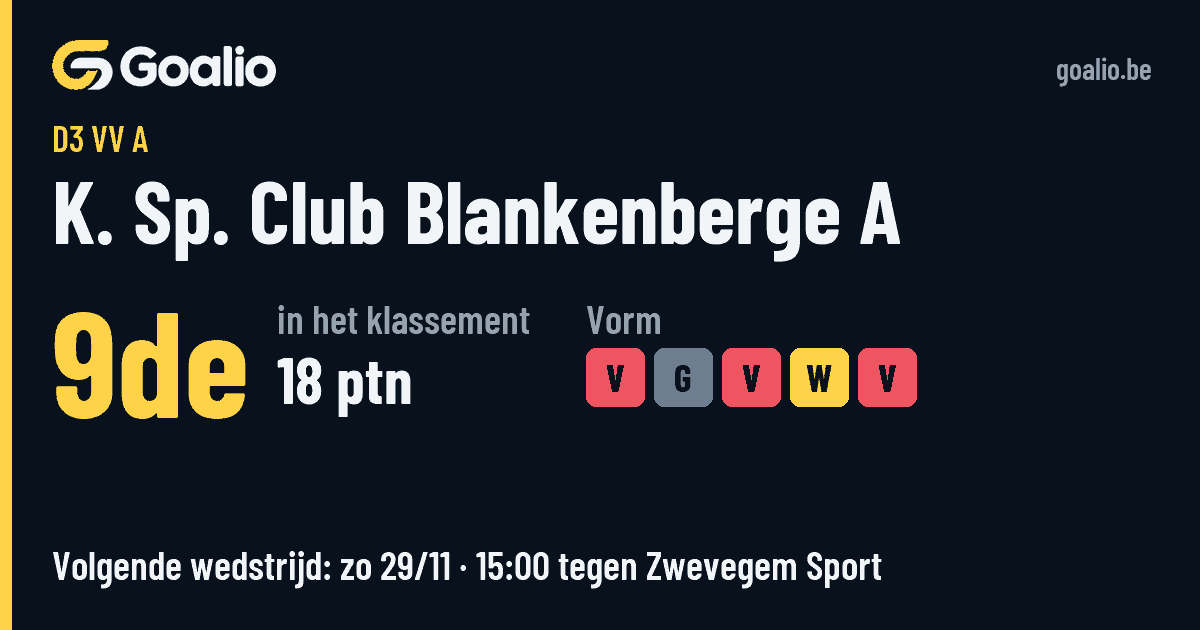 Goalio
goalio.be
D3 VV A
K. Sp. Club Blankenberge A
9de
in het klassement
18 ptn
Vorm
V G V W V
Volgende wedstrijd: zo 29/11 · 15:00 tegen Zwevegem Sport